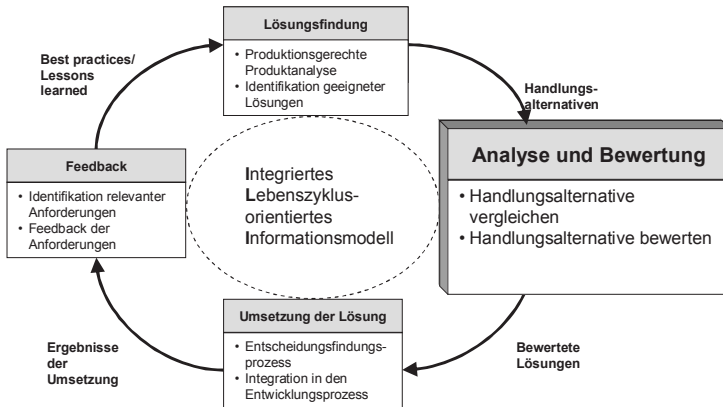 Lösungsfindung
• Produktionsgerechte
Produktanalyse
• Identifikation geeigneter
Lösungen
Best practices/
Lessons
learned
Handlungs-
alternativen
Analyse und Bewertung
• Handlungsalternative
vergleichen
• Handlungsalternative bewerten
Feedback
• Identifikation relevanter
Anforderungen
• Feedback der
Anforderungen
Integriertes
Lebenszyklus-
orientiertes
Informationsmodell
Umsetzung der Lösung
• Entscheidungsfindungs-
prozess
• Integration in den
Entwicklungsprozess
Ergebnisse
der
Umsetzung
Bewertete
Lösungen